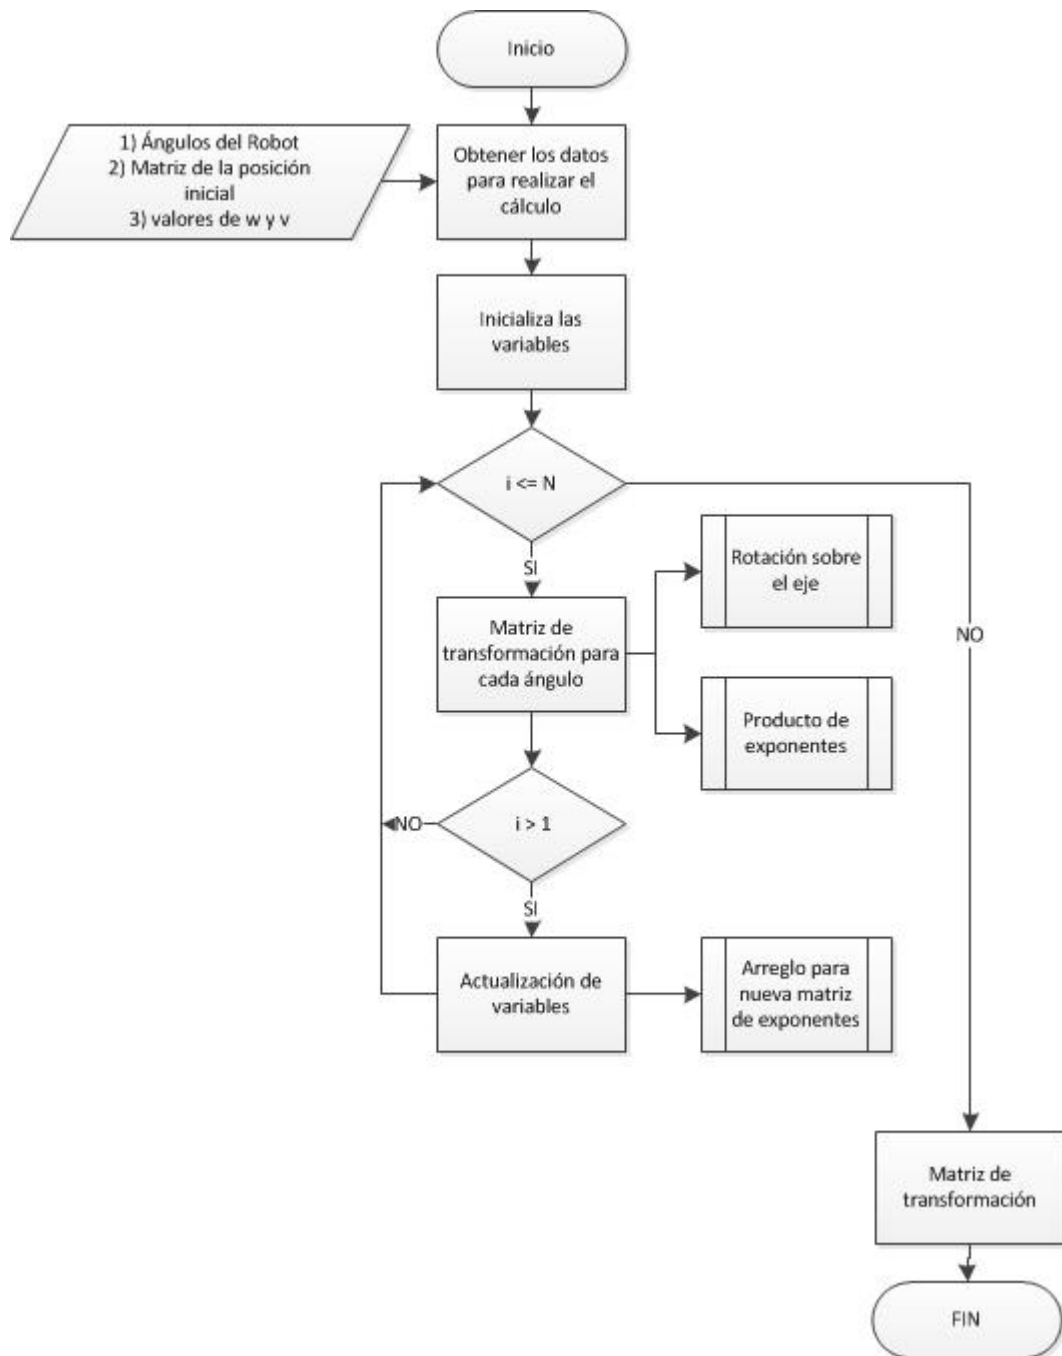 Inicio
1) Ángulos del Robot
2) Matriz de la posición
inicial
3) valores de w y v
Obtener los datos
para realizar el
cálculo
Inicializa las
variables
i <= N
SI
NO
Matriz de
transformación para
cada ángulo
Rotación sobre
el eje
Producto de
exponentes
i > 1
NO
SI
Actualización de
variables
Arreglo para
nueva matriz
de exponentes
Matriz de
transformación
FIN